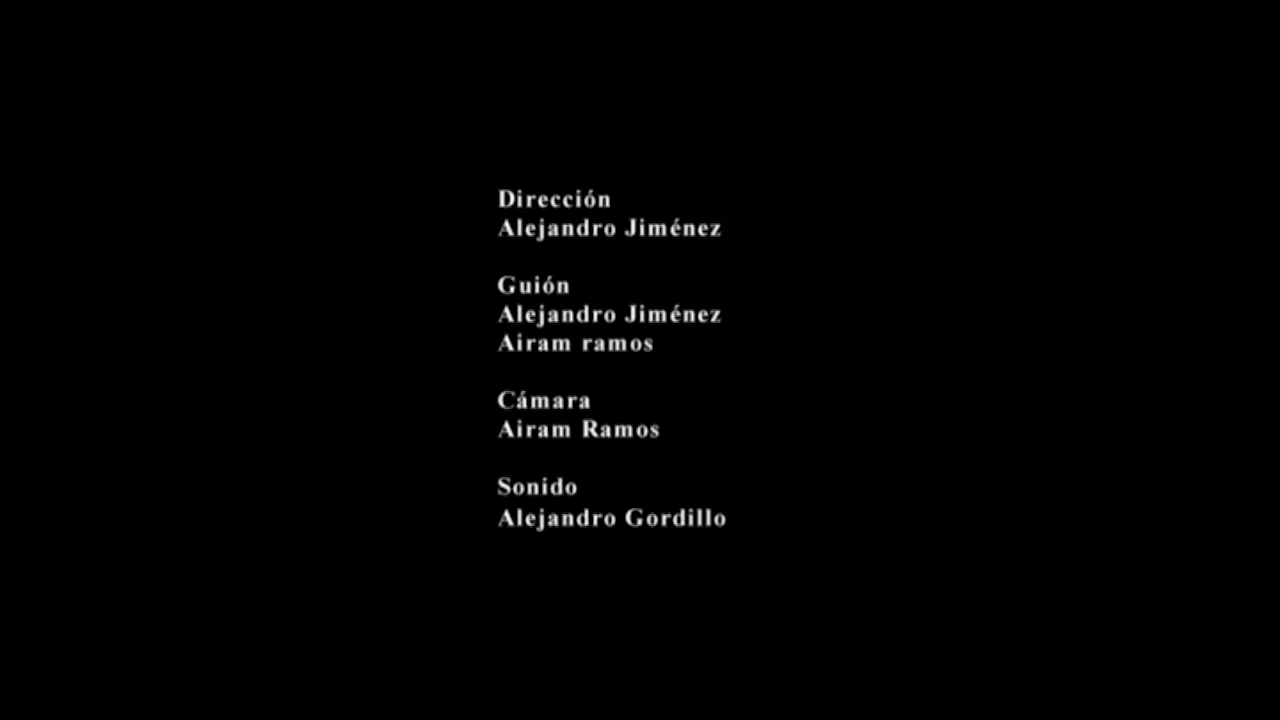 Dirección
Alejandro Jiménez
Guión
Alejandro Jiménez
Airam ramos
Cámara
Airam Ramos
Sonido
Alejandro Gordillo